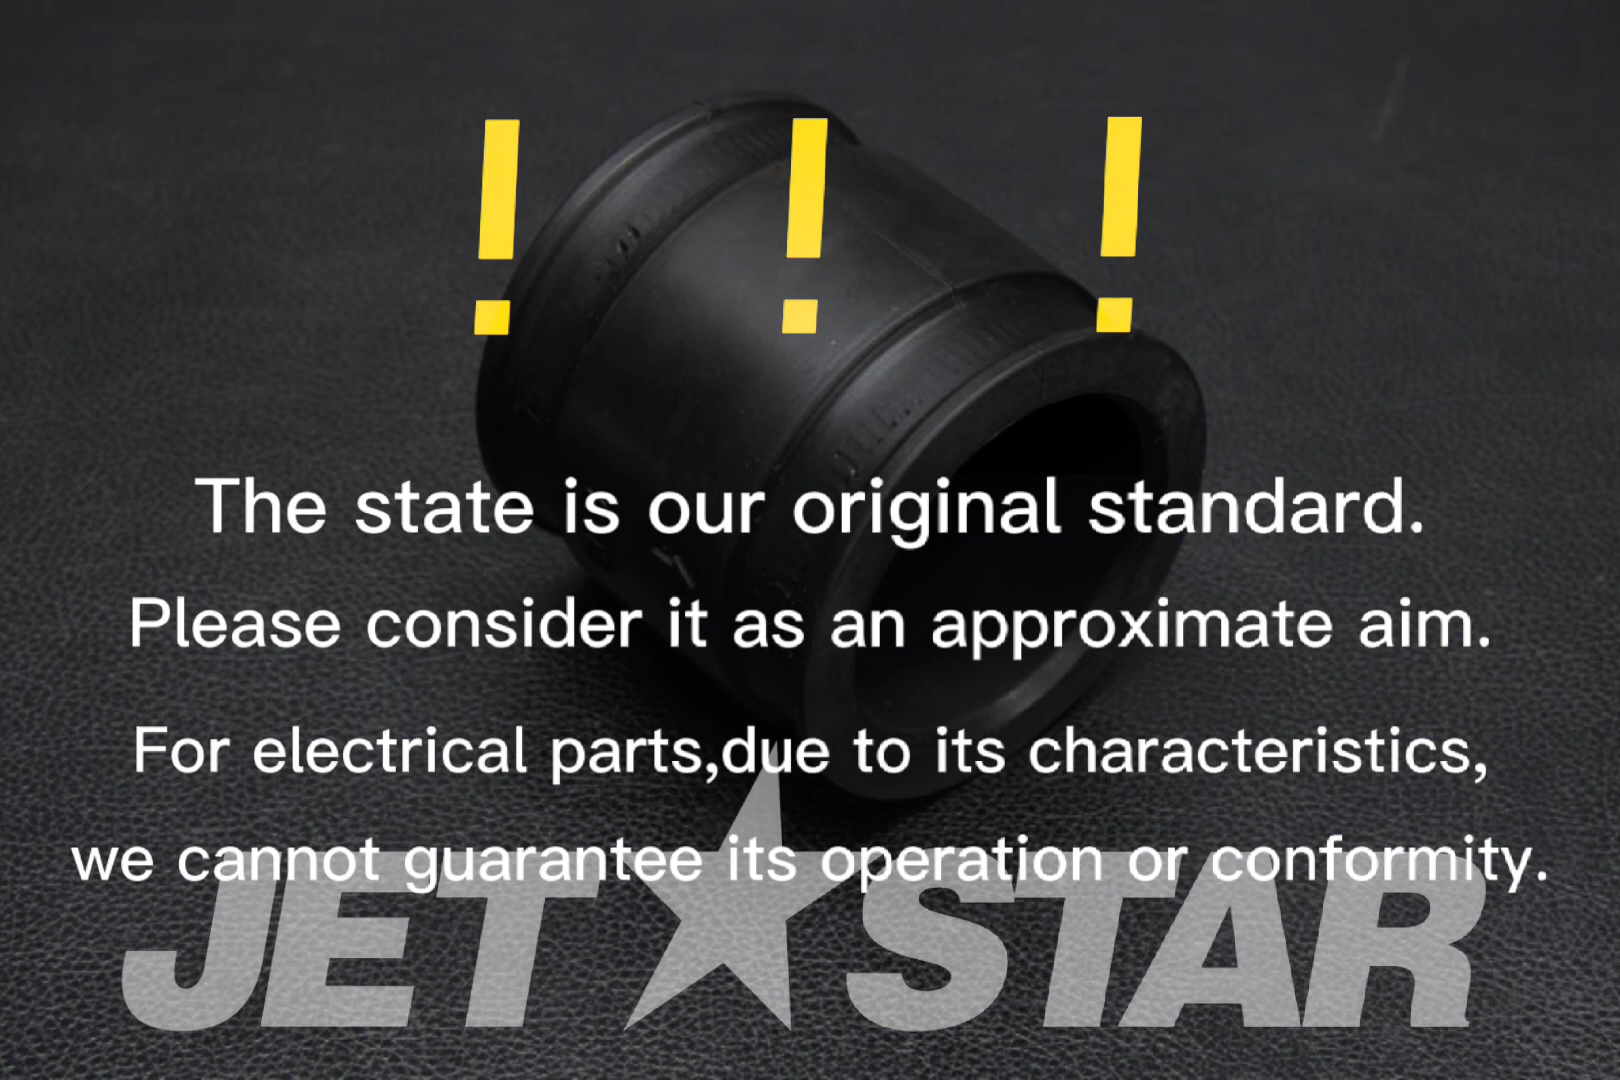 ! ! !
The state is our original standard.
Please consider it as an approximate aim.
For electrical parts,due to its characteristics,
we cannot guarantee its operation or conformity.
JET★STAR